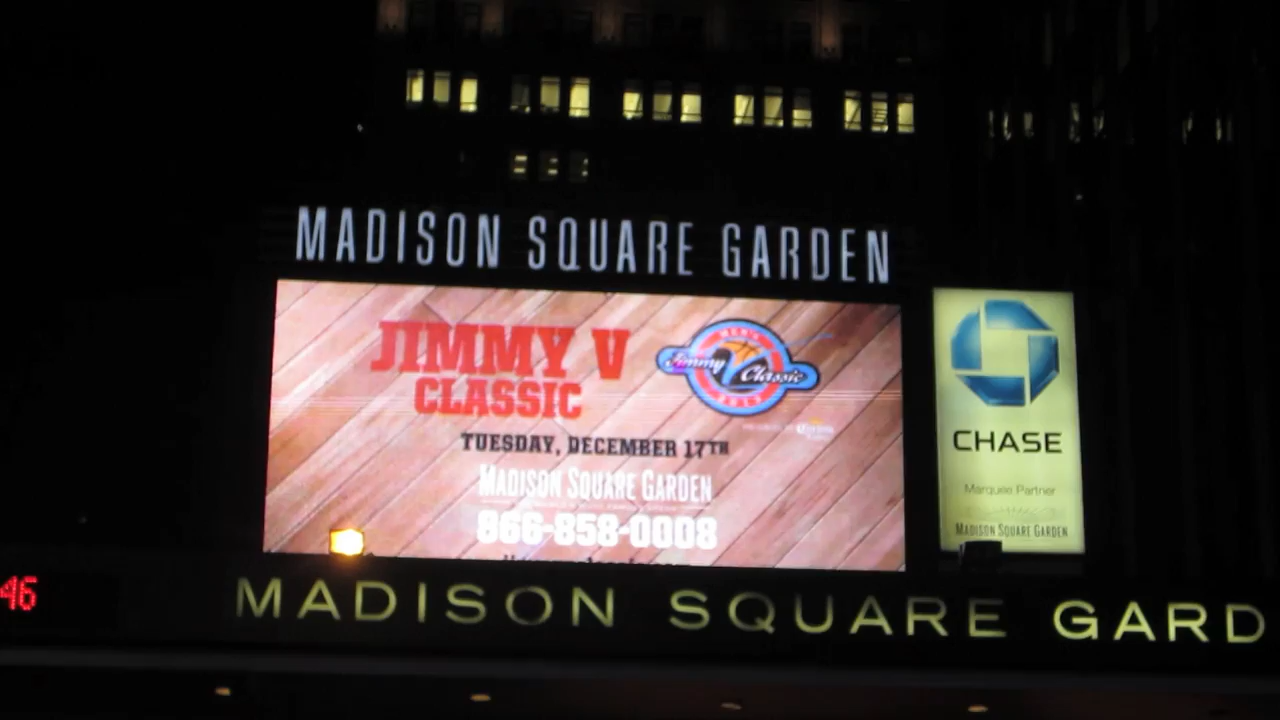 MADISON SQUARE GARDEN
JIMMY V
CLASSIC
MEN'S
Jimmy V Classic
TUESDAY, DECEMBER 17TH
MADISON SQUARE GARDEN
866-858-0008
CHASE
Marquee Partner
MADISON SQUARE GARDEN
46
MADISON SQUARE GARD